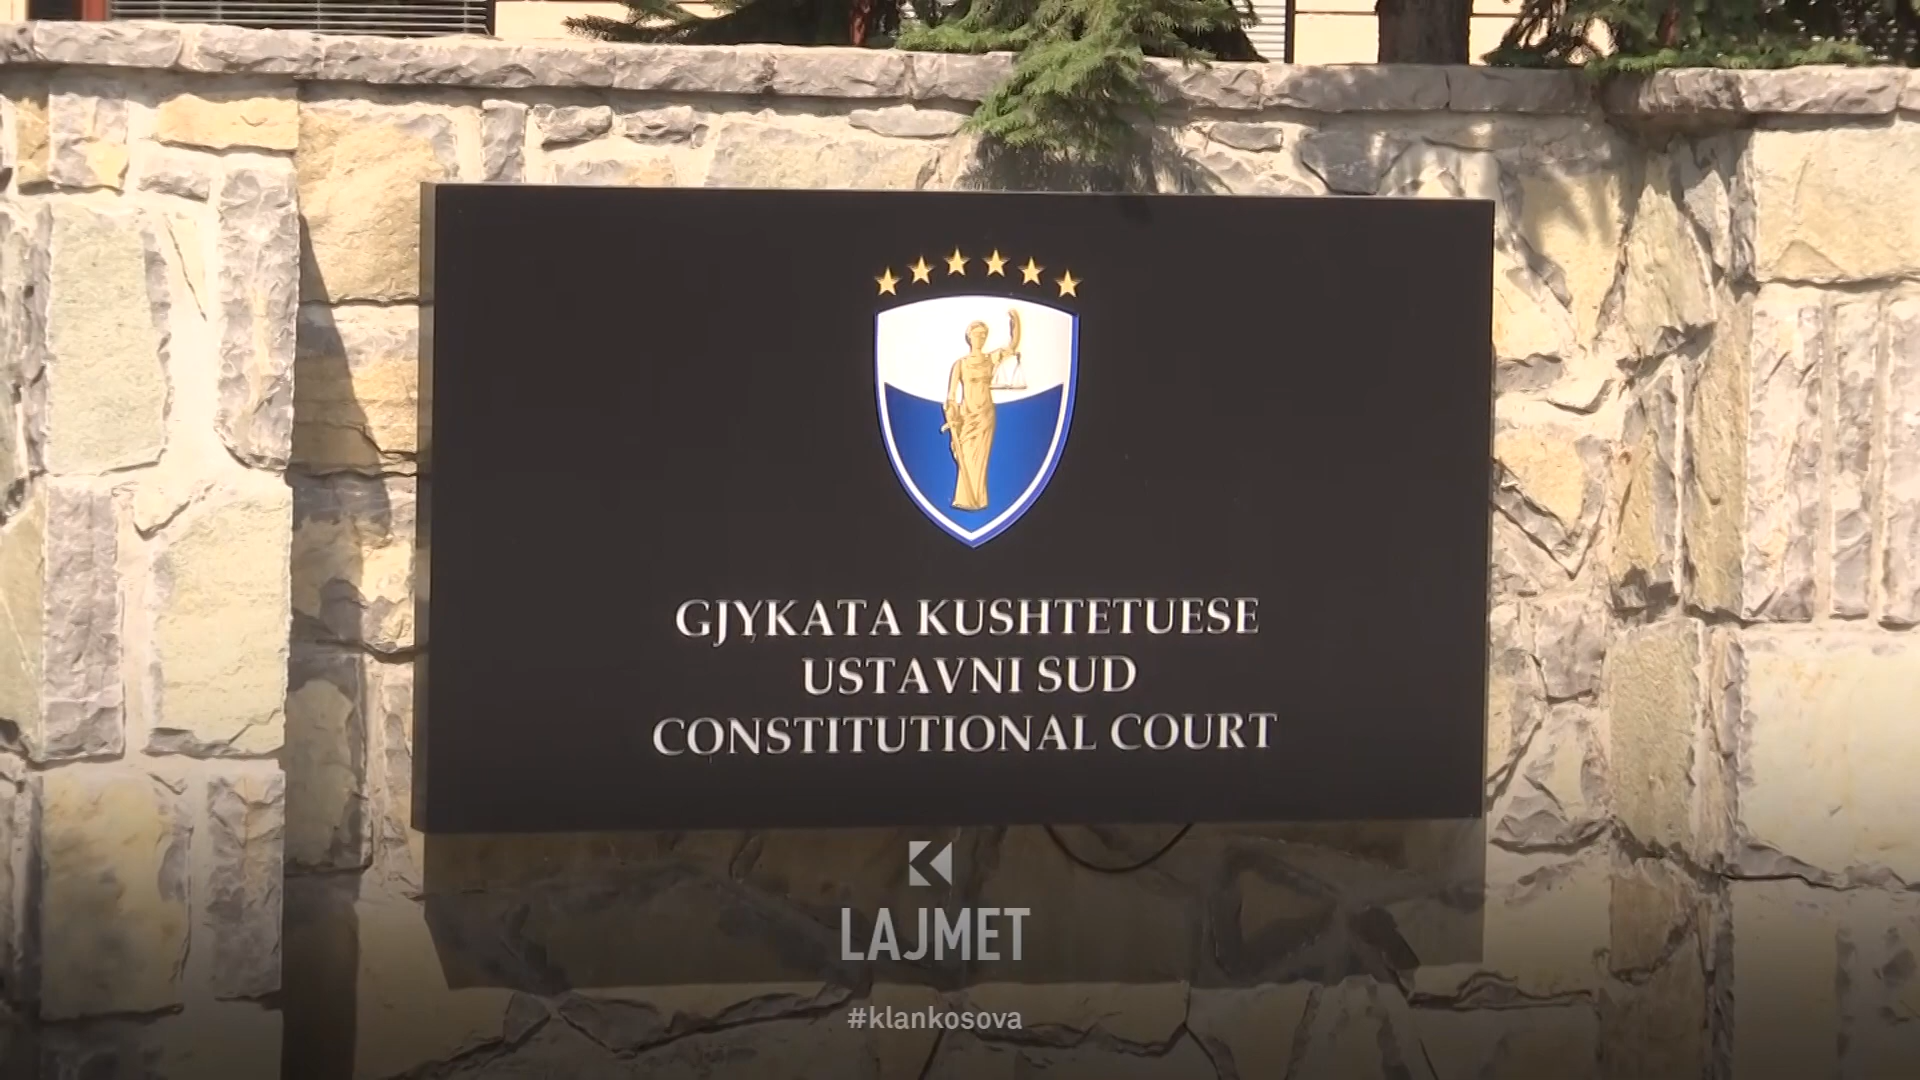 GJYKATA KUSHTETUESE
USTAVNI SUD
CONSTITUTIONAL COURT
LAJMET
#klankosova